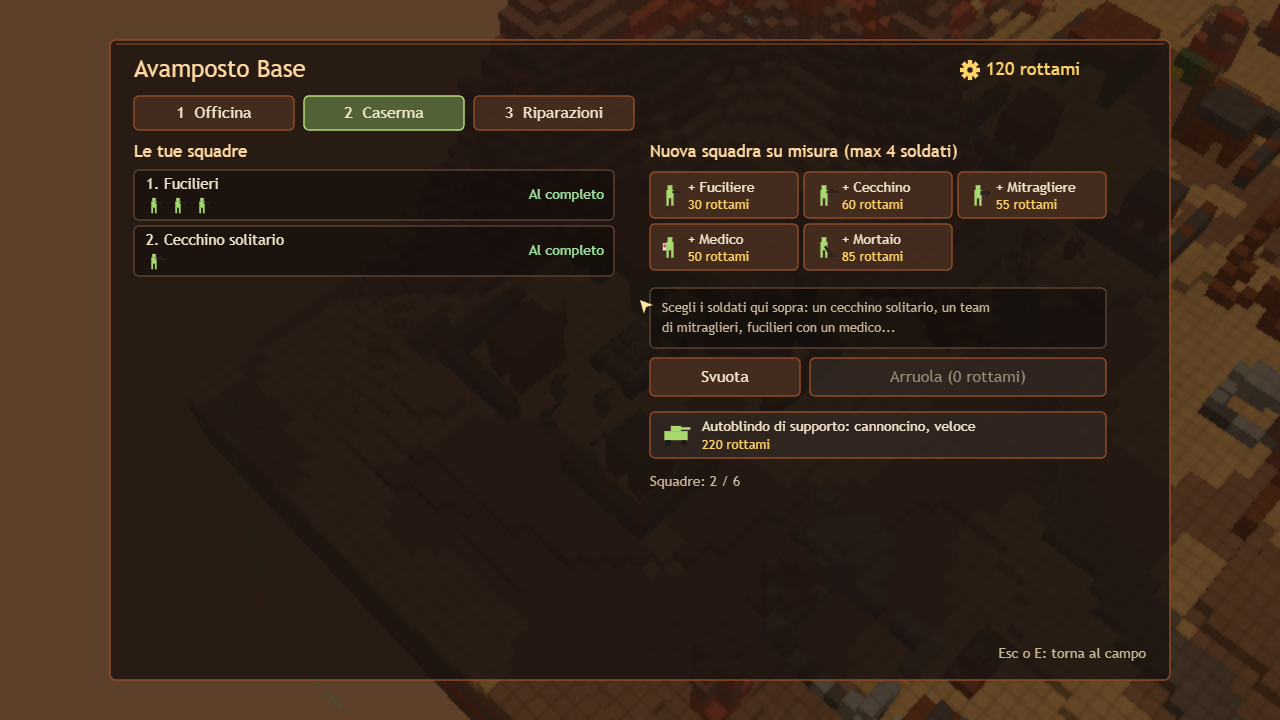 Avamposto Base
120 rottami
1 Officina
2 Caserma
3 Riparazioni
Le tue squadre
1. Fucilieri
Al completo
2. Cecchino solitario
Al completo
Nuova squadra su misura (max 4 soldati)
+ Fuciliere
30 rottami
+ Cecchino
60 rottami
+ Mitragliere
55 rottami
+ Medico
50 rottami
+ Mortaio
85 rottami
Scegli i soldati qui sopra: un cecchino solitario, un team
di mitraglieri, fucilieri con un medico...
Svuota
Arruola (0 rottami)
Autoblindo di supporto: cannoncino, veloce
220 rottami
Squadre: 2 / 6
Esc o E: torna al campo